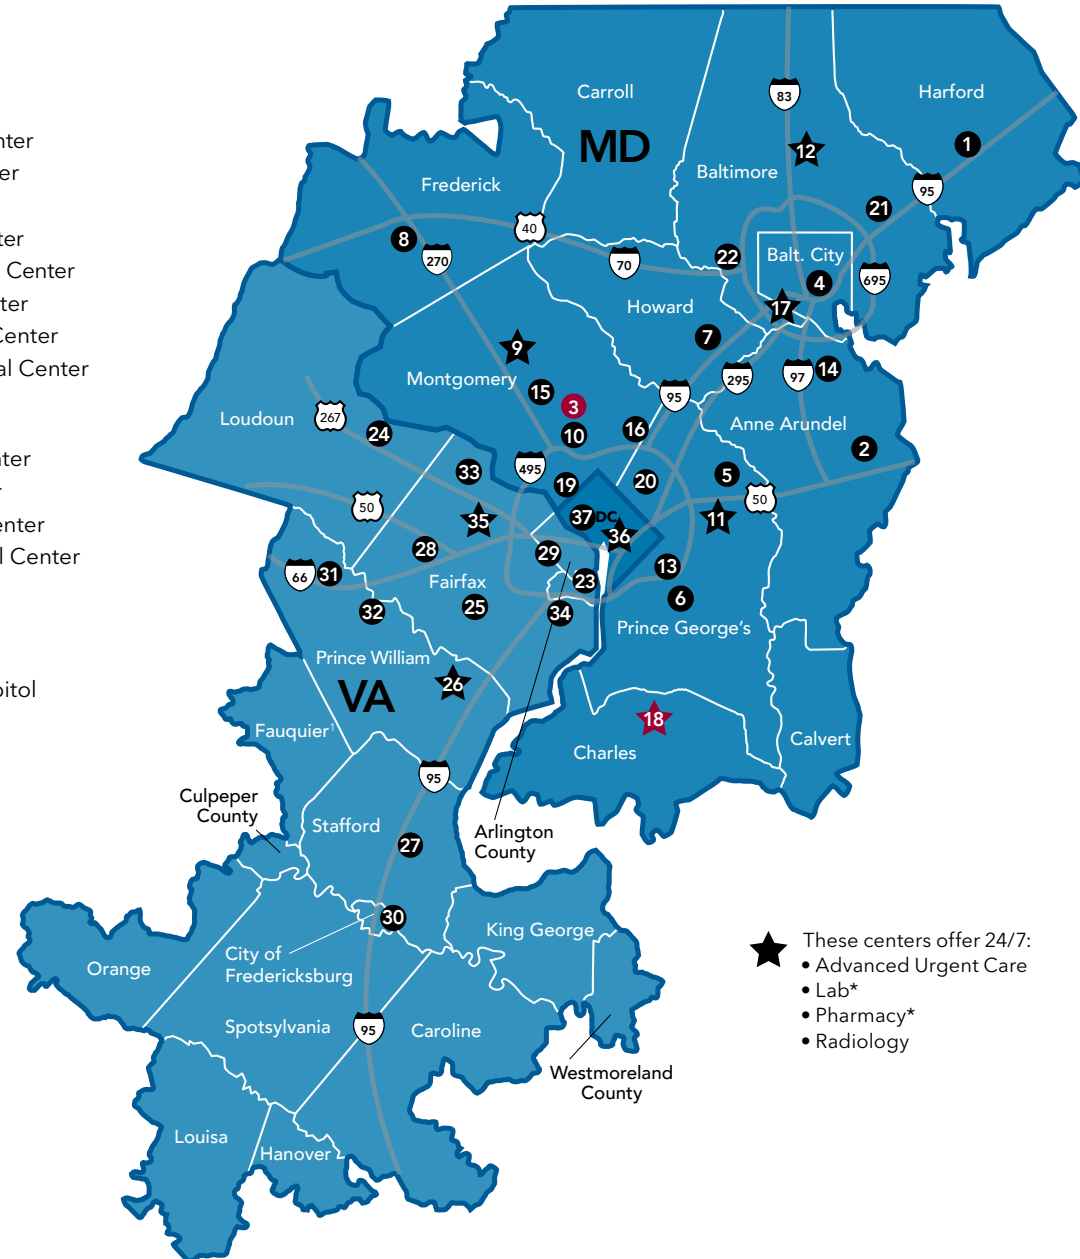 nter
er
ter
l Center
ter
Center
al Center
ter
r
enter
l Center
pitol
Carroll
83
Harford
MD
12
1
Baltimore
Frederick
95
21
40
8
270
70
22
Balt. City
4
695
Howard
17
7
9
Montgomery
15
295
97
14
3
95
Loudoun
267
24
10
16
Anne Arundel
2
33
495
19
20
5
50
50
35
37
DC
36
11
28
29
13
66
31
Fairfax
23
6
32
25
34
Prince George's
Prince William
26
VA
18
Fauquier¹
Charles
Calvert
95
Culpeper
County
Stafford
27
Arlington
County
30
King George
City of
Fredericksburg
Orange
Spotsylvania
95
Caroline
Westmoreland
County
Louisa
Hanover
These centers offer 24/7:
• Advanced Urgent Care
• Lab*
• Pharmacy*
• Radiology